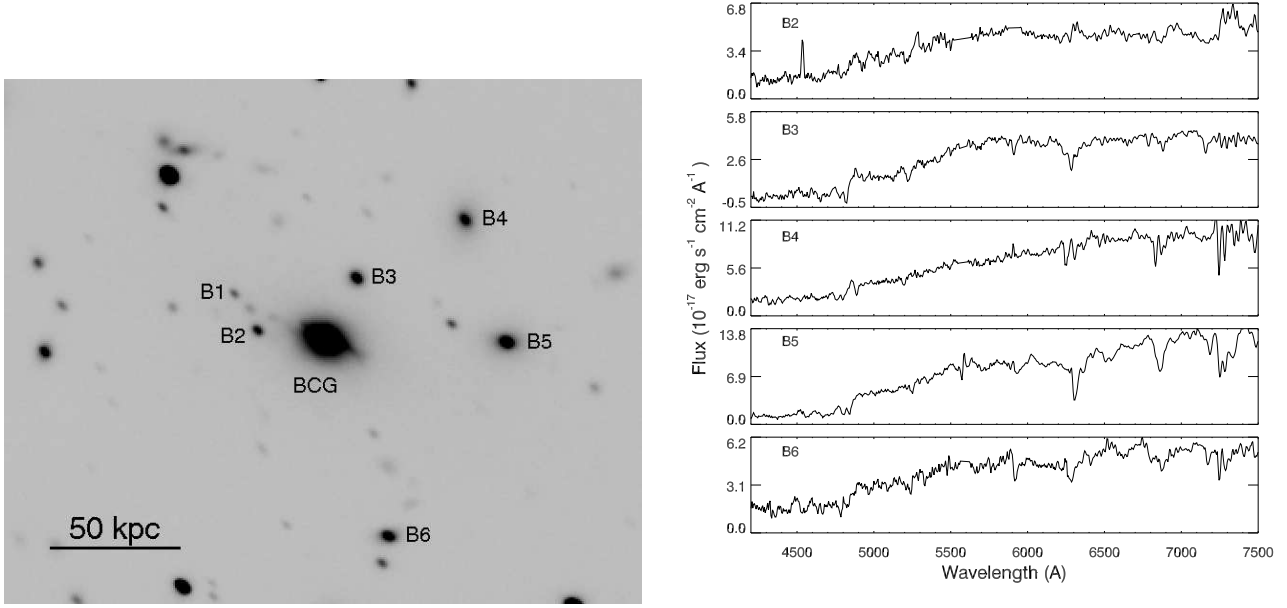 B4
B3
B1
B2
B5
BCG
50 kpc
B6
6.8
B2
3.4
0.0
5.8
B3
2.6
-0.5
11.2
B4
5.6
0.0
13.8
B5
6.9
0.0
6.2
B6
3.1
0.0
Flux (10⁻¹⁷ erg s⁻¹ cm⁻² A⁻¹ )
4500 5000 5500 6000 6500 7000 7500
Wavelength (A)